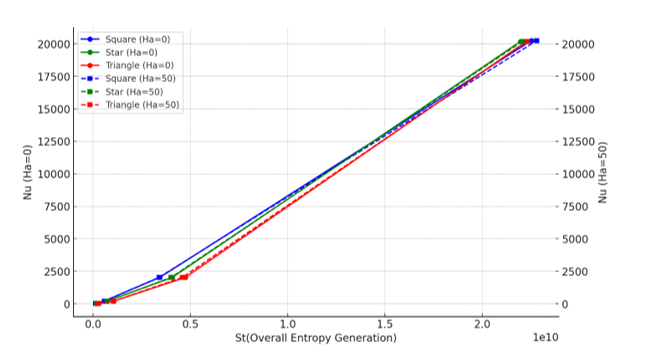 Square (Ha=0)
Star (Ha=0)
Triangle (Ha=0)
Square (Ha=50)
Star (Ha=50)
Triangle (Ha=50)
Nu (Ha=0)
20000
17500
15000
12500
10000
7500
5000
2500
0
20000
17500
15000
12500
10000
7500
5000
2500
0
Nu (Ha=50)
0.0 0.5 1.0 1.5 2.0
1e10
St(Overall Entropy Generation)